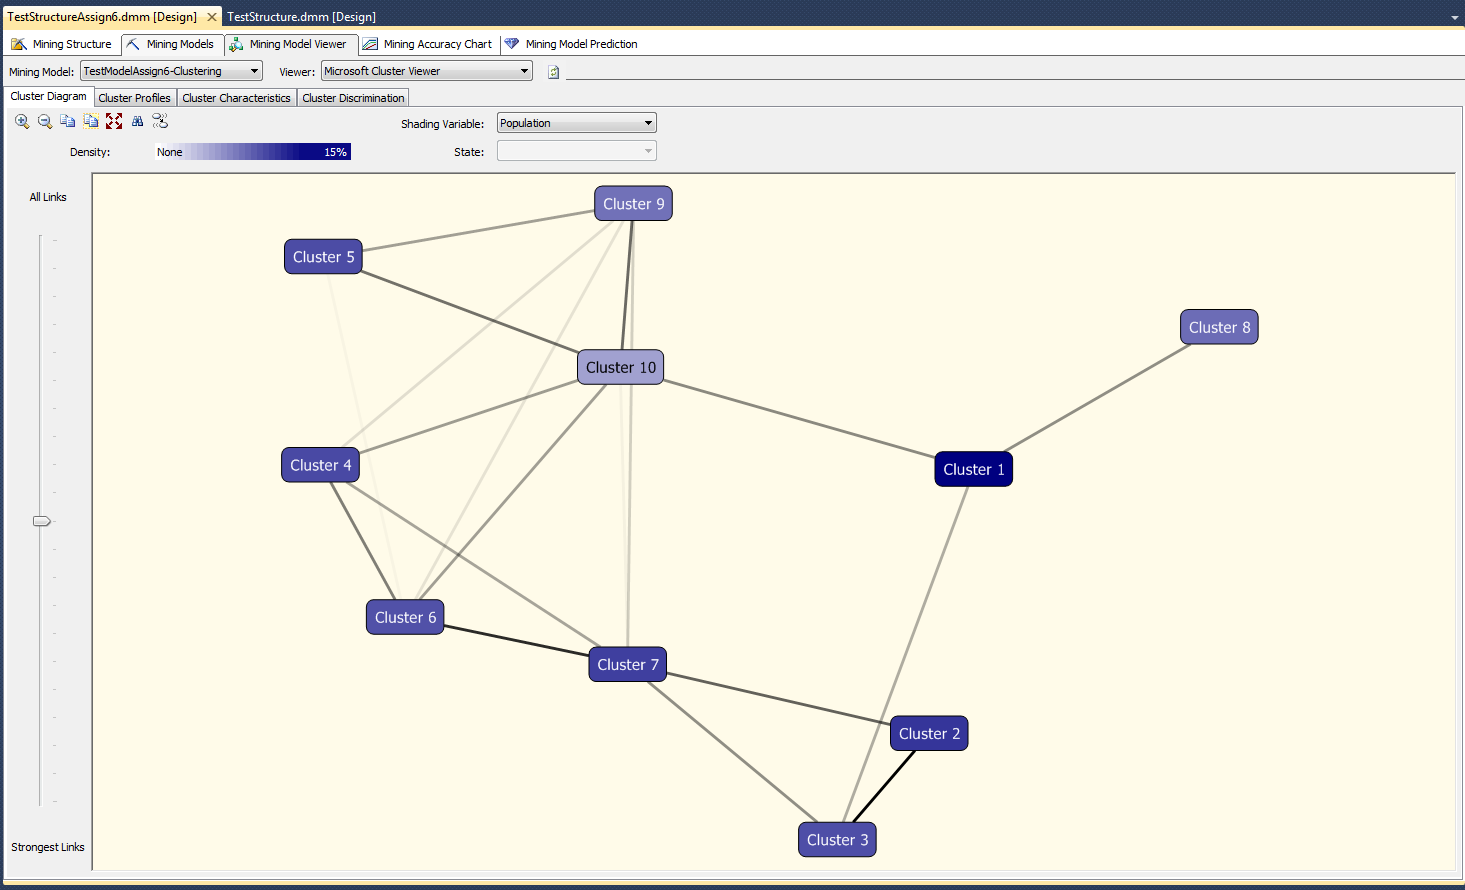 TestStructureAssign6.dmm [Design] TestStructure.dmm [Design]
Mining Structure Mining Models Mining Model Viewer Mining Accuracy Chart Mining Model Prediction
Mining Model: TestModelAssign6-Clustering Viewer: Microsoft Cluster Viewer
Cluster Diagram Cluster Profiles Cluster Characteristics Cluster Discrimination
Shading Variable: Population
Density: None 15% State:
All Links
Cluster 9
Cluster 5
Cluster 8
Cluster 10
Cluster 4
Cluster 1
Cluster 6
Cluster 7
Cluster 2
Cluster 3
Strongest Links